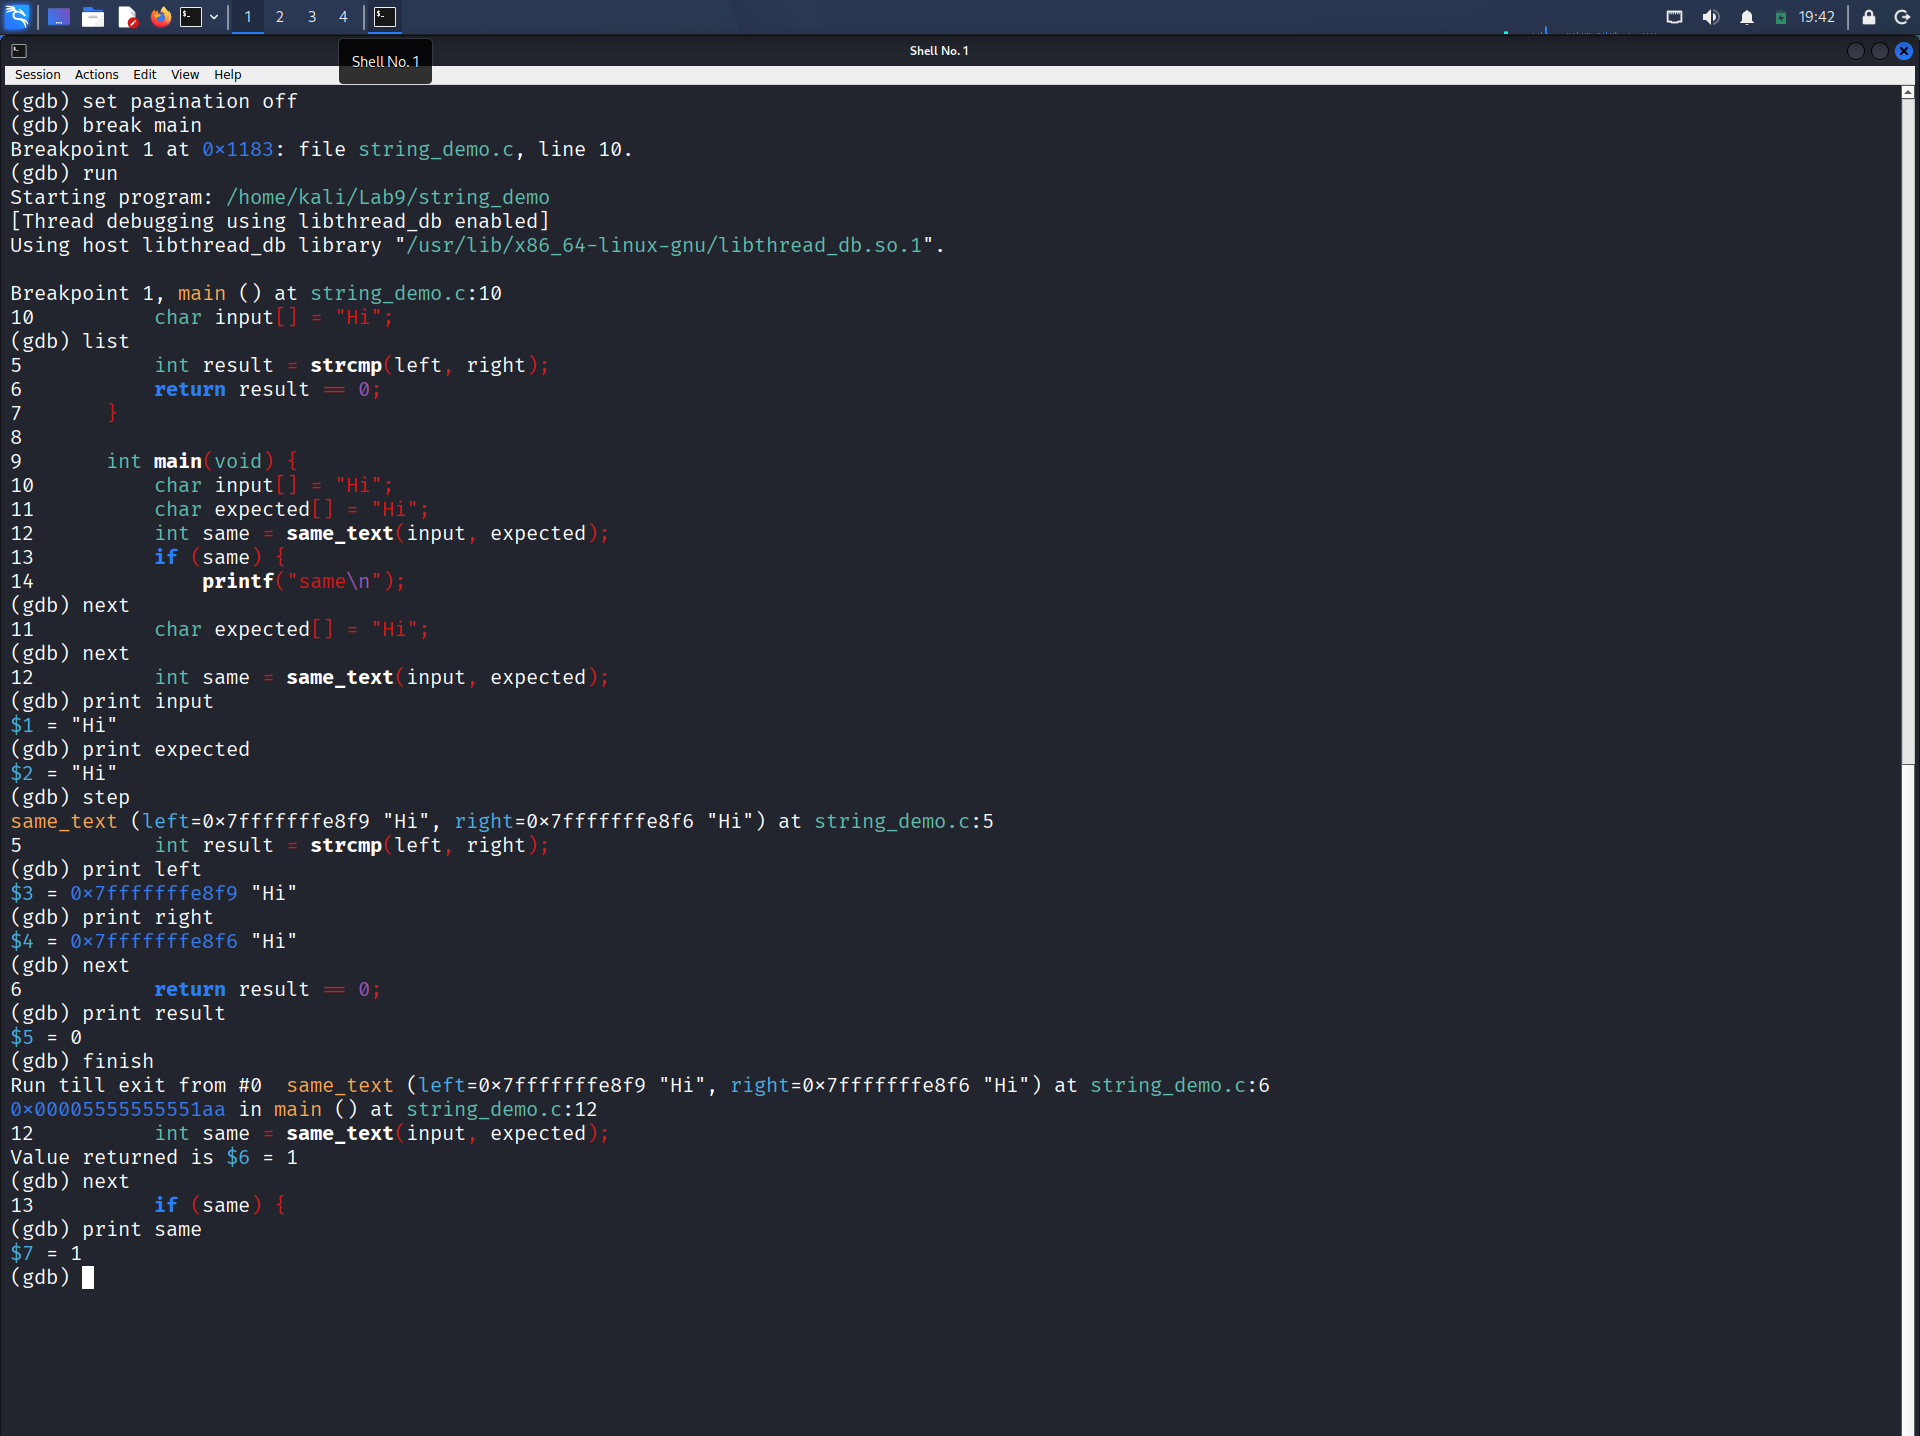 1 2 3 4 19:42
Shell No. 1
Shell No. 1
Session Actions Edit View Help
(gdb) set pagination off
(gdb) break main
Breakpoint 1 at 0x1183: file string_demo.c, line 10.
(gdb) run
Starting program: /home/kali/Lab9/string_demo
[Thread debugging using libthread_db enabled]
Using host libthread_db library "/usr/lib/x86_64-linux-gnu/libthread_db.so.1".
Breakpoint 1, main () at string_demo.c:10
10          char input[] = "Hi";
(gdb) list
5           int result = strcmp(left, right);
6           return result == 0;
7       }
8
9       int main(void) {
10          char input[] = "Hi";
11          char expected[] = "Hi";
12          int same = same_text(input, expected);
13          if (same) {
14              printf("same\n");
(gdb) next
11          char expected[] = "Hi";
(gdb) next
12          int same = same_text(input, expected);
(gdb) print input
$1 = "Hi"
(gdb) print expected
$2 = "Hi"
(gdb) step
same_text (left=0x7fffffffe8f9 "Hi", right=0x7fffffffe8f6 "Hi") at string_demo.c:5
5           int result = strcmp(left, right);
(gdb) print left
$3 = 0x7fffffffe8f9 "Hi"
(gdb) print right
$4 = 0x7fffffffe8f6 "Hi"
(gdb) next
6           return result == 0;
(gdb) print result
$5 = 0
(gdb) finish
Run till exit from #0  same_text (left=0x7fffffffe8f9 "Hi", right=0x7fffffffe8f6 "Hi") at string_demo.c:6
0x00005555555551aa in main () at string_demo.c:12
12          int same = same_text(input, expected);
Value returned is $6 = 1
(gdb) next
13          if (same) {
(gdb) print same
$7 = 1
(gdb)